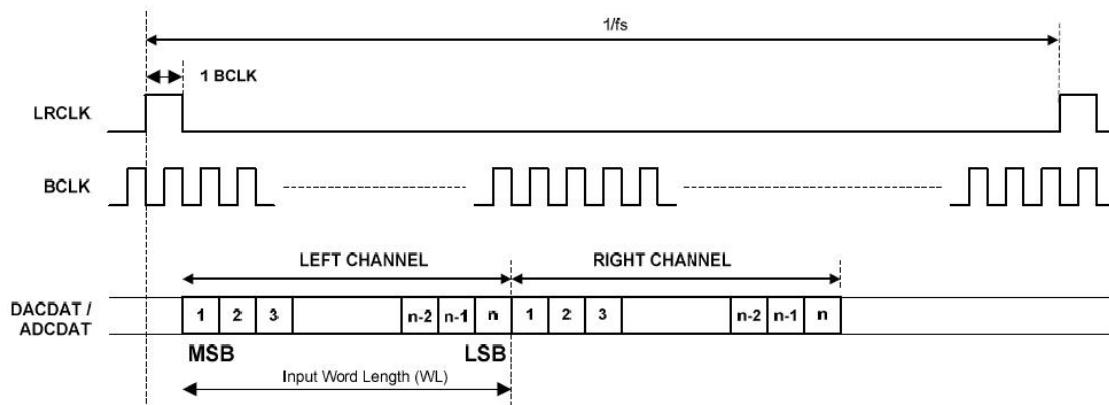 1/fs
1 BCLK
LRCLK
BCLK
LEFT CHANNEL
RIGHT CHANNEL
DACDAT /
ADCDAT
1 2 3 n-2 n-1 n 1 2 3 n-2 n-1 n
MSB LSB
Input Word Length (WL)